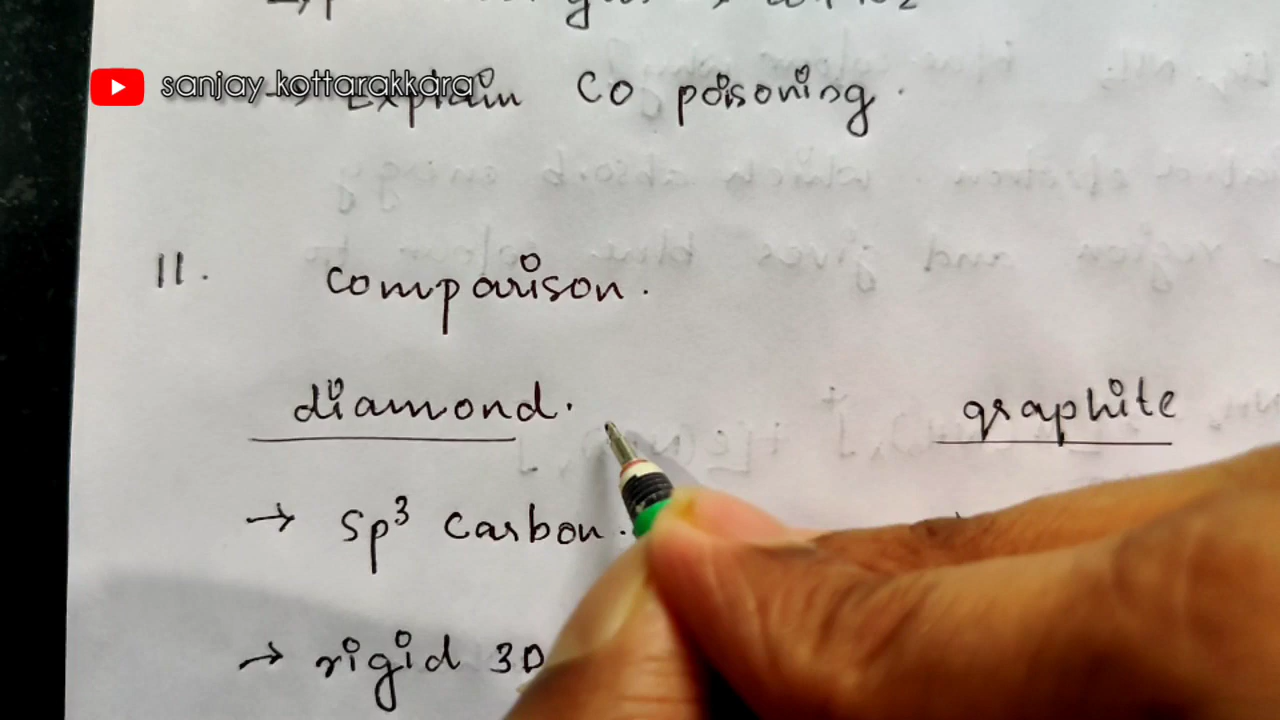 sanjay kottarakkara
→ Explain CO poisoning.
11. comparison.
diamond. graphite
→ sp³ carbon.
→ rigid 3D